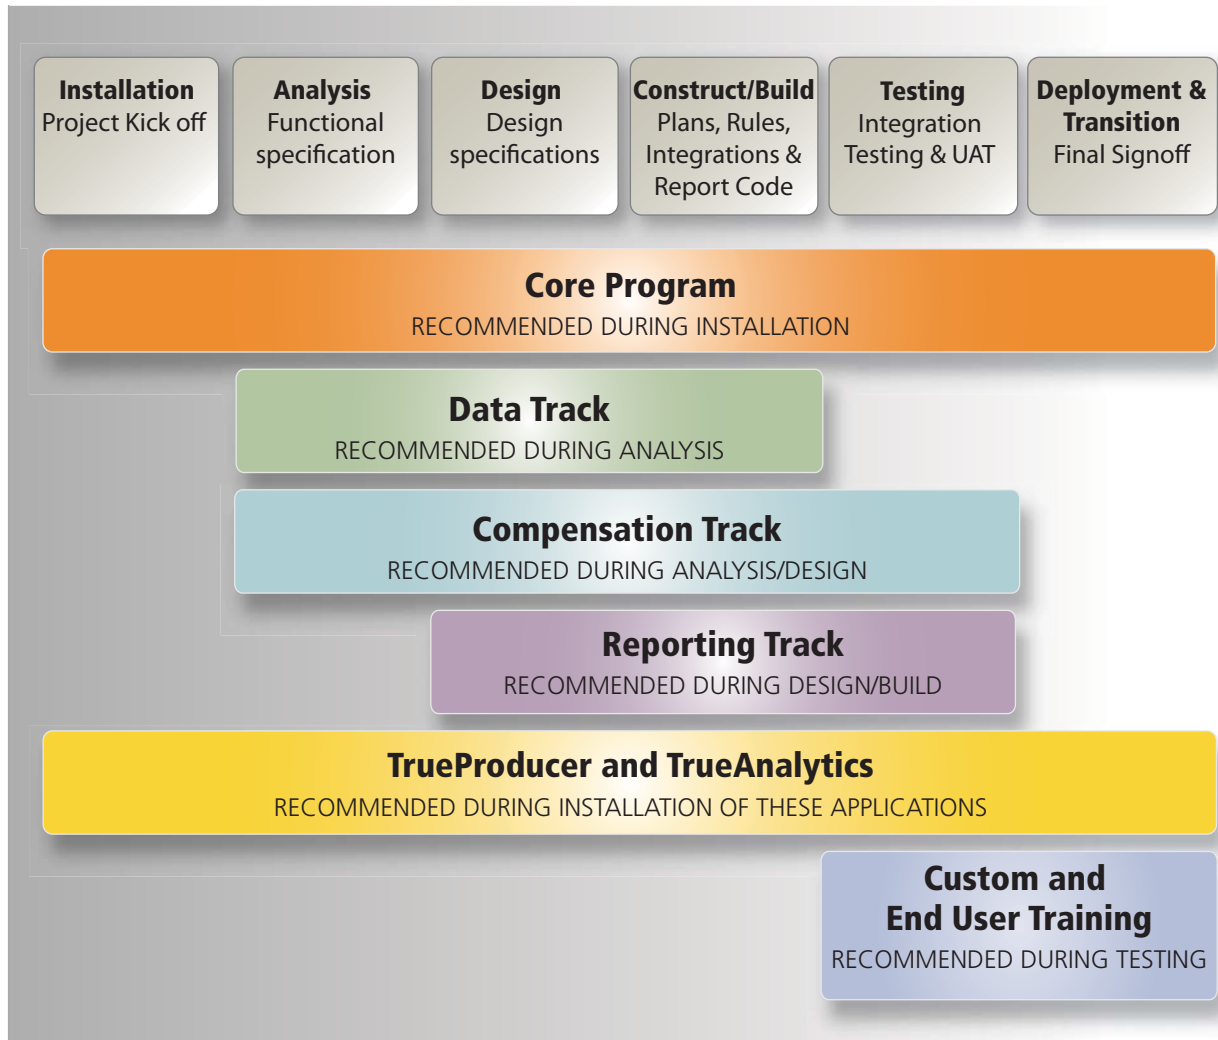 Installation
Project Kick off
Analysis
Functional
specification
Design
Design
specifications
Construct/Build
Plans, Rules,
Integrations &
Report Code
Testing
Integration
Testing & UAT
Deployment &
Transition
Final Signoff
Core Program
RECOMMENDED DURING INSTALLATION
Data Track
RECOMMENDED DURING ANALYSIS
Compensation Track
RECOMMENDED DURING ANALYSIS/DESIGN
Reporting Track
RECOMMENDED DURING DESIGN/BUILD
TrueProducer and TrueAnalytics
RECOMMENDED DURING INSTALLATION OF THESE APPLICATIONS
Custom and
End User Training
RECOMMENDED DURING TESTING